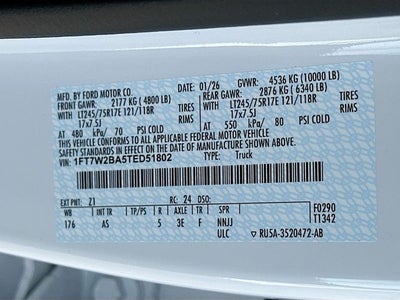 MFD. BY FORD MOTOR CO. 01/26 GVWR: 4536 KG (10000 LB)
FRONT GAWR: 2177 KG (4800 LB) REAR GAWR: 2876 KG (6340 LB)
WITH LT245/75R17E 121/118R TIRES WITH LT245/75R17E 121/118R TIRES
17x7.5J RIMS 17x7.5J RIMS
AT 480 kPa/ 70 PSI COLD AT 550 kPa/ 80 PSI COLD
THIS VEHICLE CONFORMS TO ALL APPLICABLE FEDERAL MOTOR VEHICLE
SAFETY STANDARDS IN EFFECT ON THE DATE OF MANUFACTURE SHOWN ABOVE.
VIN: 1FT7W2BA5TED51802 TYPE: Truck
EXT PNT: Z1 RC: 24 DSO: F0290
WB INT TR TP/PS R AXLE TR SPR T1342
176 AS 5 3E F NNJJ
ULC RU5A-3520472-AB